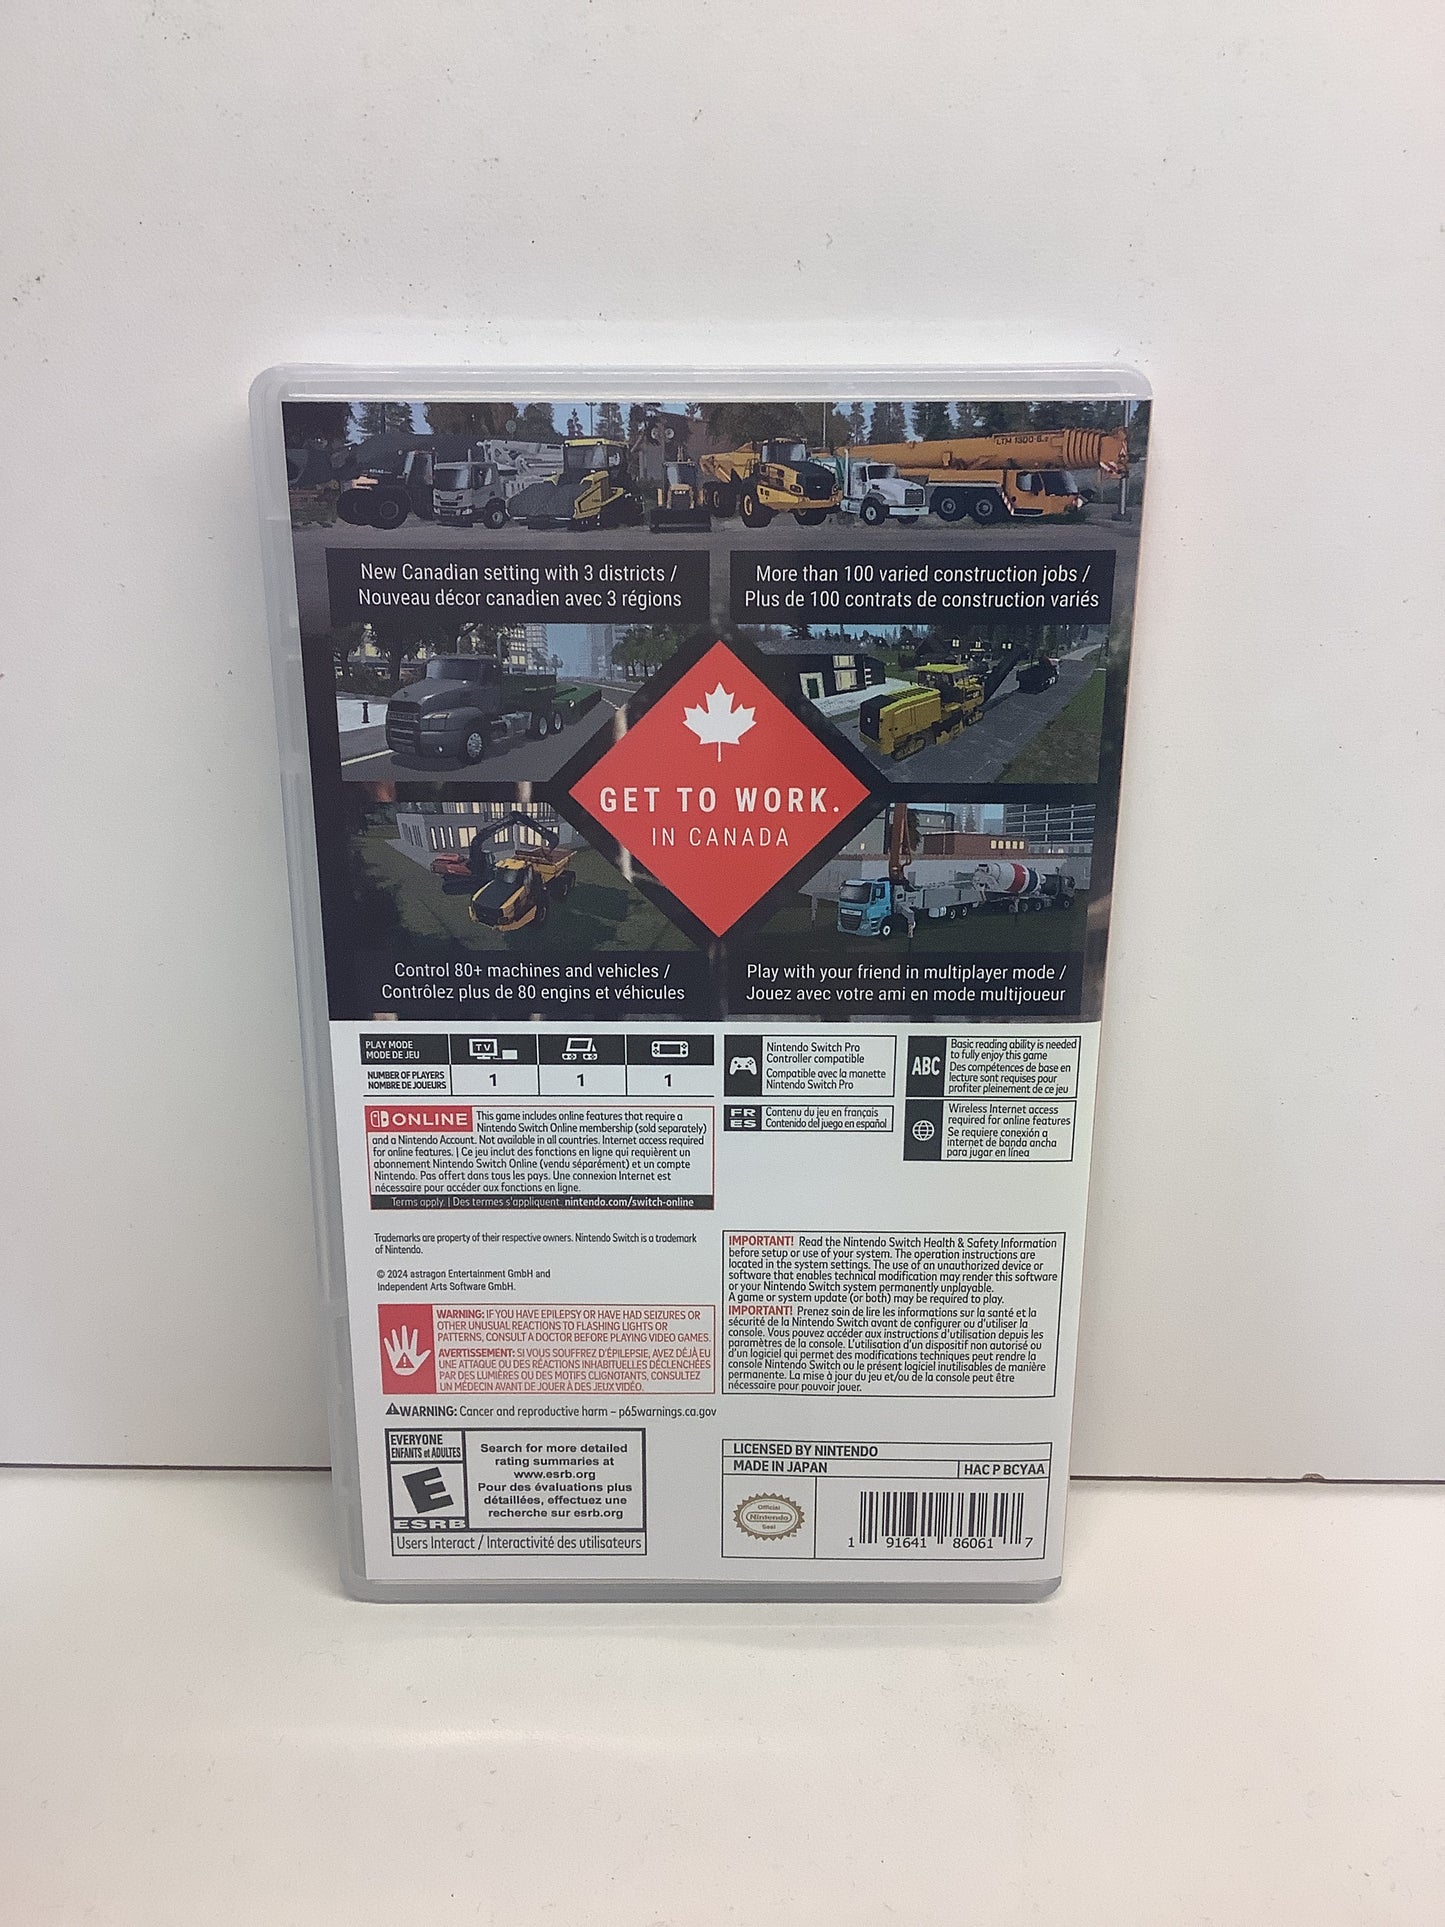 LTM 1300 6.2
CAT
New Canadian setting with 3 districts /
Nouveau décor canadien avec 3 régions
More than 100 varied construction jobs /
Plus de 100 contrats de construction variés
GET TO WORK.
IN CANADA
Control 80+ machines and vehicles /
Contrôlez plus de 80 engins et véhicules
Play with your friend in multiplayer mode /
Jouez avec votre ami en mode multijoueur
PLAY MODE
MODE DE JEU
TV
NUMBER OF PLAYERS
NOMBRE DE JOUEURS
1
1
1
Nintendo Switch Pro
Controller compatible
Compatible avec la manette
Nintendo Switch Pro
ABC
Basic reading ability is needed
to fully enjoy this game
Des compétences de base en
lecture sont requises pour
profiter pleinement de ce jeu
FR
ES
Contenu du jeu en français
Contenido del juego en español
Wireless Internet access
required for online features
Se requiere conexión a
internet de banda ancha
para jugar en línea
ONLINE
This game includes online features that require a
Nintendo Switch Online membership (sold separately)
and a Nintendo Account. Not available in all countries. Internet access required
for online features. | Ce jeu inclut des fonctions en ligne qui requièrent un
abonnement Nintendo Switch Online (vendu séparément) et un compte
Nintendo. Pas offert dans tous les pays. Une connexion Internet est
nécessaire pour accéder aux fonctions en ligne.
Terms apply. | Des termes s'appliquent. nintendo.com/switch-online
Trademarks are property of their respective owners. Nintendo Switch is a trademark
of Nintendo.
© 2024 astragon Entertainment GmbH and
Independent Arts Software GmbH.
WARNING: IF YOU HAVE EPILEPSY OR HAVE HAD SEIZURES OR
OTHER UNUSUAL REACTIONS TO FLASHING LIGHTS OR
PATTERNS, CONSULT A DOCTOR BEFORE PLAYING VIDEO GAMES.
AVERTISSEMENT: SI VOUS SOUFFREZ D'ÉPILEPSIE, AVEZ DÉJÀ EU
UNE ATTAQUE OU DES RÉACTIONS INHABITUELLES DÉCLENCHÉES
PAR DES LUMIÈRES OU DES MOTIFS CLIGNOTANTS, CONSULTEZ
UN MÉDECIN AVANT DE JOUER À DES JEUX VIDÉO.
IMPORTANT! Read the Nintendo Switch Health & Safety Information
before setup or use of your system. The operation instructions are
located in the system settings. The use of an unauthorized device or
software that enables technical modification may render this software
or your Nintendo Switch system permanently unplayable.
A game or system update (or both) may be required to play.
IMPORTANT! Prenez soin de lire les informations sur la santé et la
sécurité de la Nintendo Switch avant de configurer ou d'utiliser la
console. Vous pouvez accéder aux instructions d'utilisation depuis les
paramètres de la console. L'utilisation d'un dispositif non autorisé ou
d'un logiciel qui permet des modifications techniques peut rendre la
console Nintendo Switch ou le présent logiciel inutilisables de manière
permanente. La mise à jour du jeu et/ou de la console peut être
nécessaire pour pouvoir jouer.
WARNING: Cancer and reproductive harm – p65warnings.ca.gov
EVERYONE
ENFANTS et ADULTES
E
ESRB
Search for more detailed
rating summaries at
www.esrb.org
Pour des évaluations plus
détaillées, effectuez une
recherche sur esrb.org
Users Interact / Interactivité des utilisateurs
LICENSED BY NINTENDO
MADE IN JAPAN
HAC P BCYAA
Official
Nintendo
Seal
1 91641 86061 7